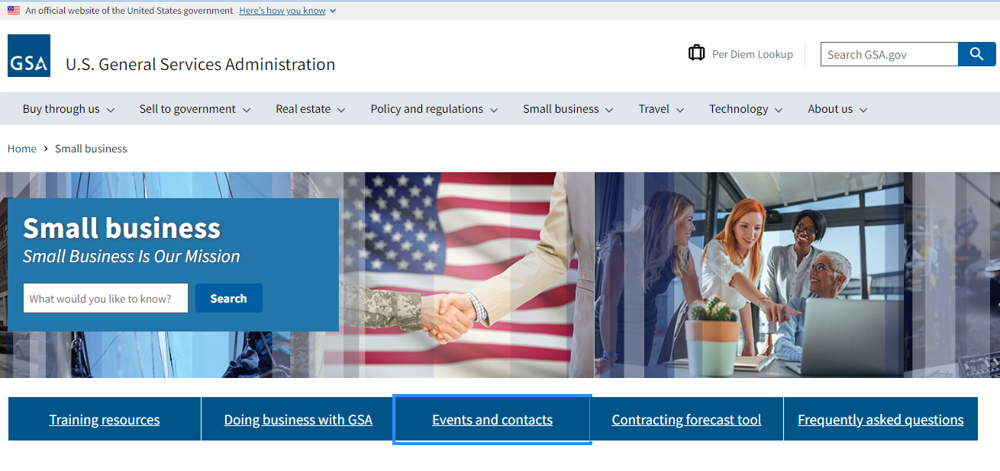 An official website of the United States government Here's how you know
GSA
U.S. General Services Administration
Per Diem Lookup
Search GSA.gov
Buy through us Sell to government Real estate Policy and regulations Small business Travel Technology About us
Home > Small business
Small business
Small Business Is Our Mission
What would you like to know? Search
Training resources Doing business with GSA Events and contacts Contracting forecast tool Frequently asked questions